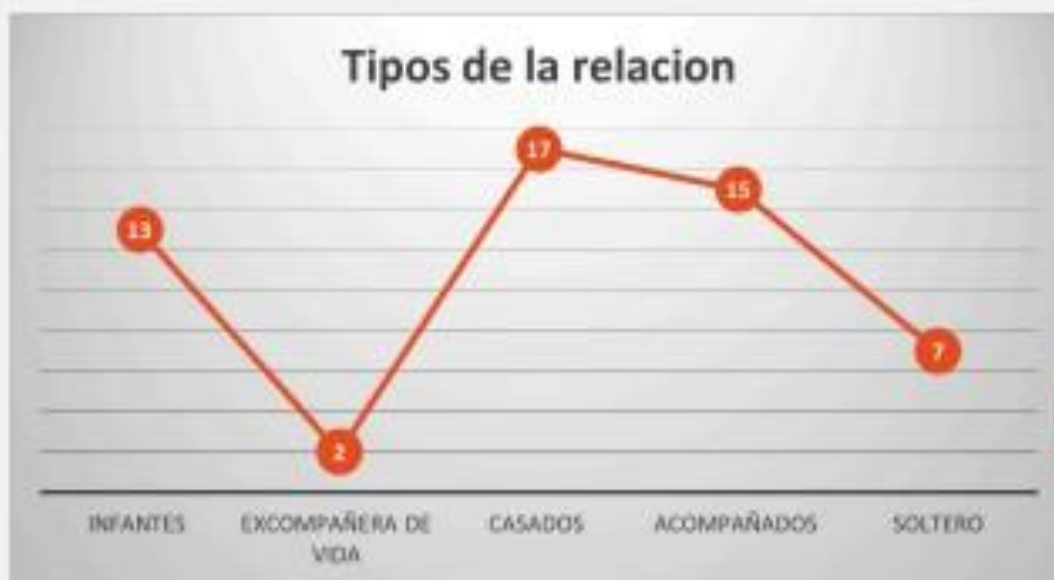 Tipos de la relacion
13
2
17
15
7
INFANTES
EXCOMPAÑERA DE
VIDA
CASADOS
ACOMPAÑADOS
SOLTERO